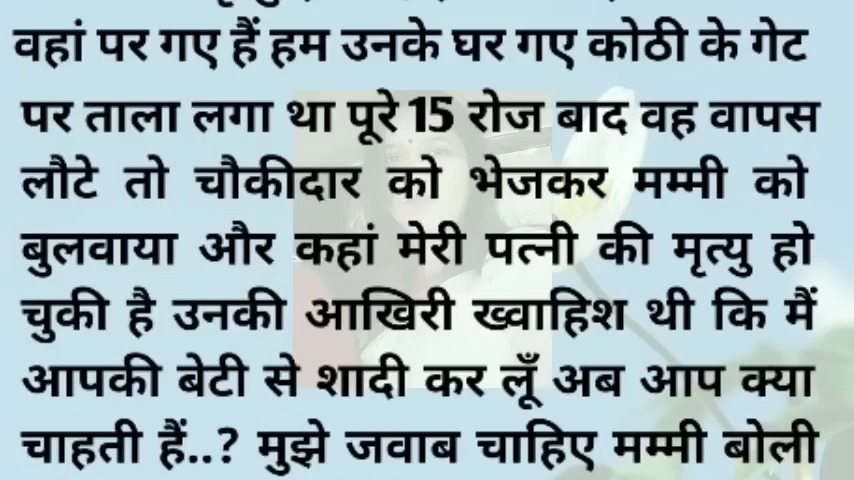 वहां पर गए हैं हम उनके घर गए कोठी के गेट
पर ताला लगा था पूरे 15 रोज बाद वह वापस
लौटे तो चौकीदार को भेजकर मम्मी को
बुलवाया और कहां मेरी पत्नी की मृत्यु हो
चुकी है उनकी आखिरी ख्वाहिश थी कि मैं
आपकी बेटी से शादी कर लूँ अब आप क्या
चाहती हैं..? मुझे जवाब चाहिए मम्मी बोली